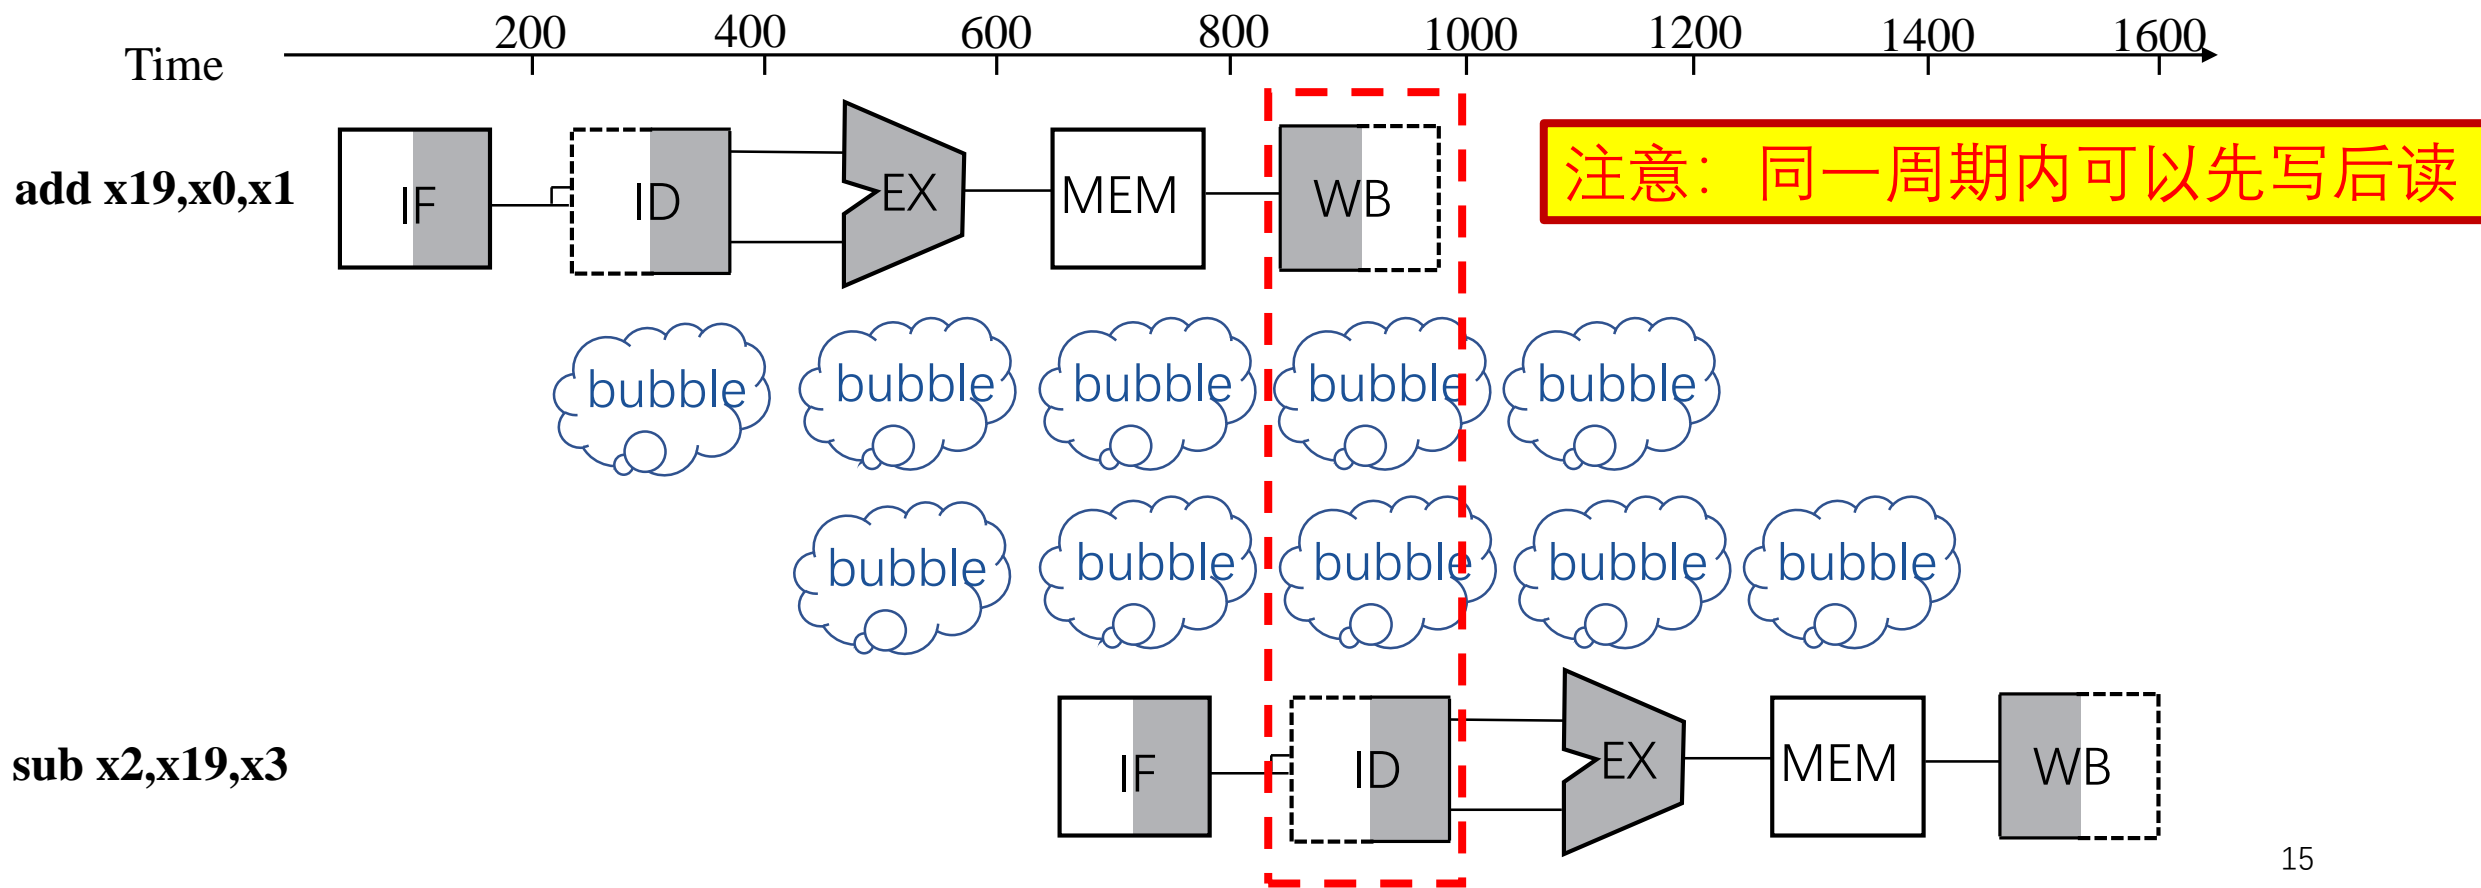 200 400 600 800 1000 1200 1400 1600
Time
add x19,x0,x1
IF ID EX MEM WB
注意：同一周期内可以先写后读
bubble bubble bubble bubble bubble
bubble bubble bubble bubble bubble
sub x2,x19,x3
IF ID EX MEM WB
15